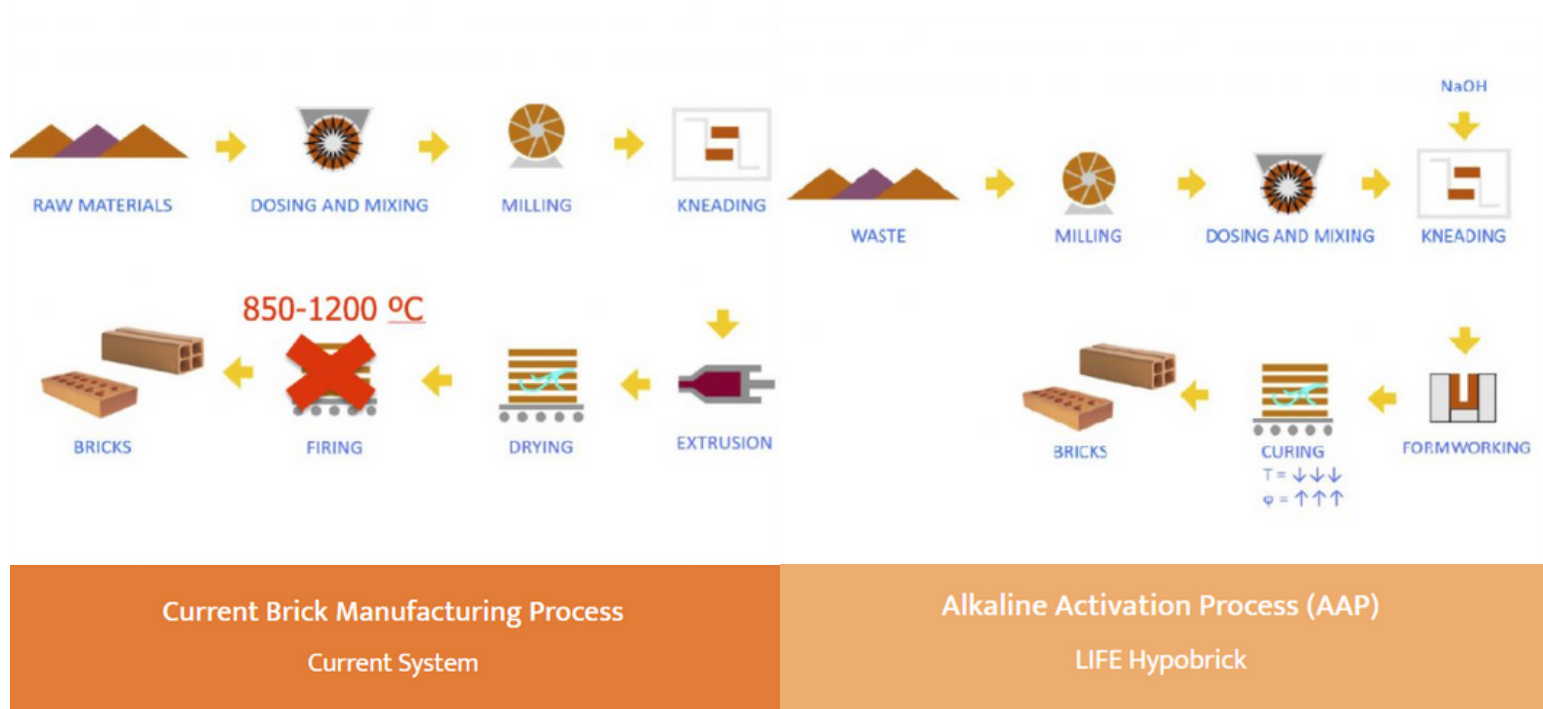 RAW MATERIALS
DOSING AND MIXING
MILLING
KNEADING
850-1200 ºC
BRICKS
FIRING
DRYING
EXTRUSION
Current Brick Manufacturing Process
Current System
NaOH
WASTE
MILLING
DOSING AND MIXING
KNEADING
BRICKS
CURING
T = ↓↓↓
φ = ↑↑↑
FORMWORKING
Alkaline Activation Process (AAP)
LIFE Hypobrick